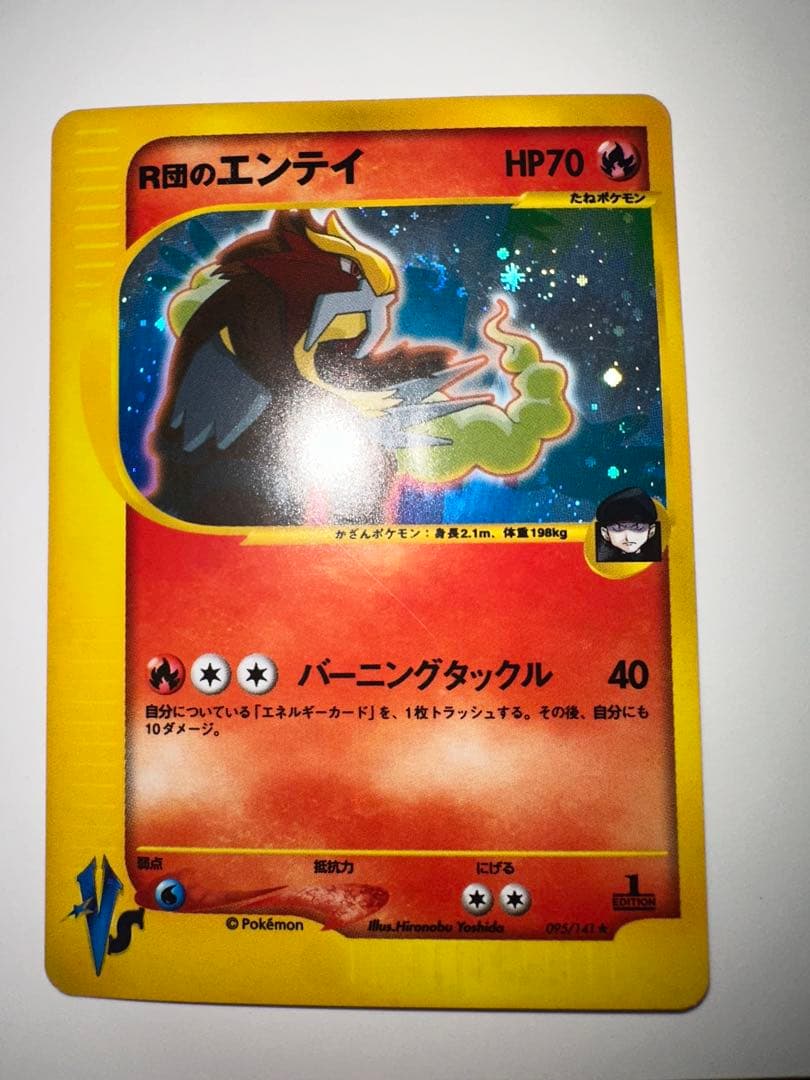 R団のエンテイ HP70
たねポケモン
かざんポケモン：身長2.1m、体重198kg
バーニングタックル 40
自分についている「エネルギーカード」を、1枚トラッシュする。その後、自分にも
10ダメージ。
弱点 抵抗力 にげる
1
EDITION
VS
© Pokémon Illus.Hironobu Yoshida 095/141★